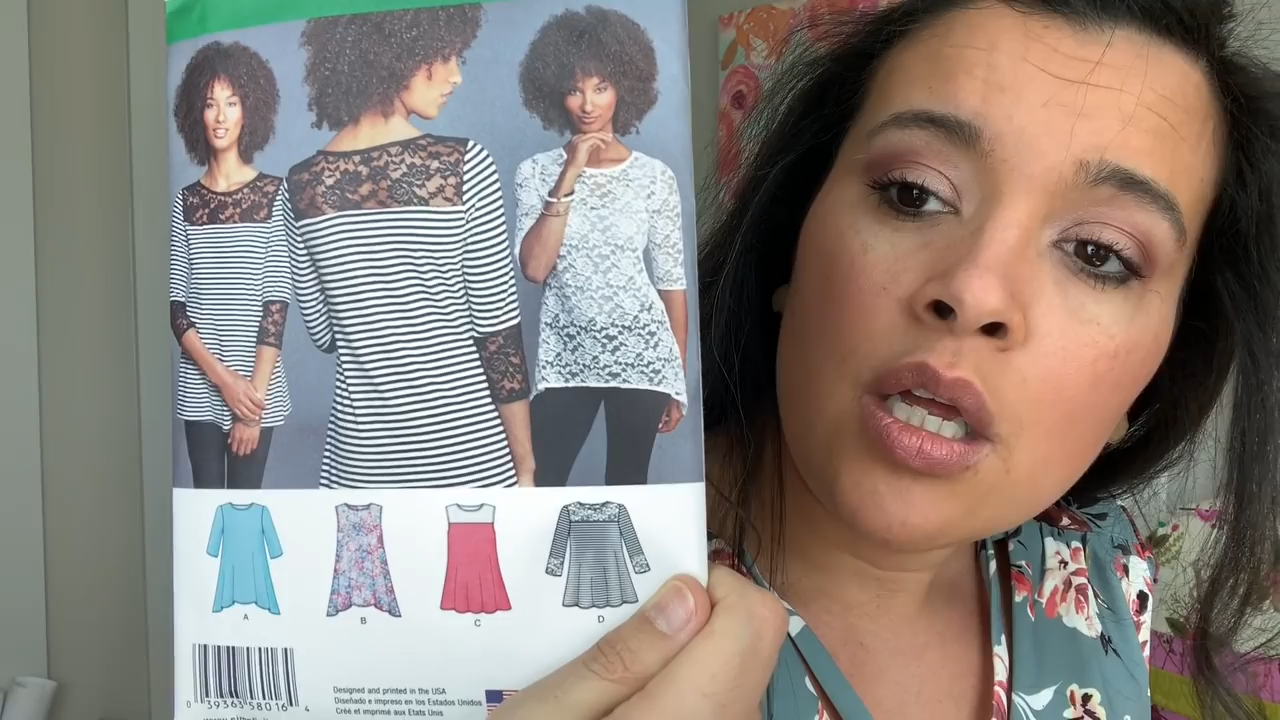 A
B
C
D
0 39363 58016 4
Designed and printed in the USA
Diseñado e impreso en los Estados Unidos
Créé et imprimé aux Etats Unis